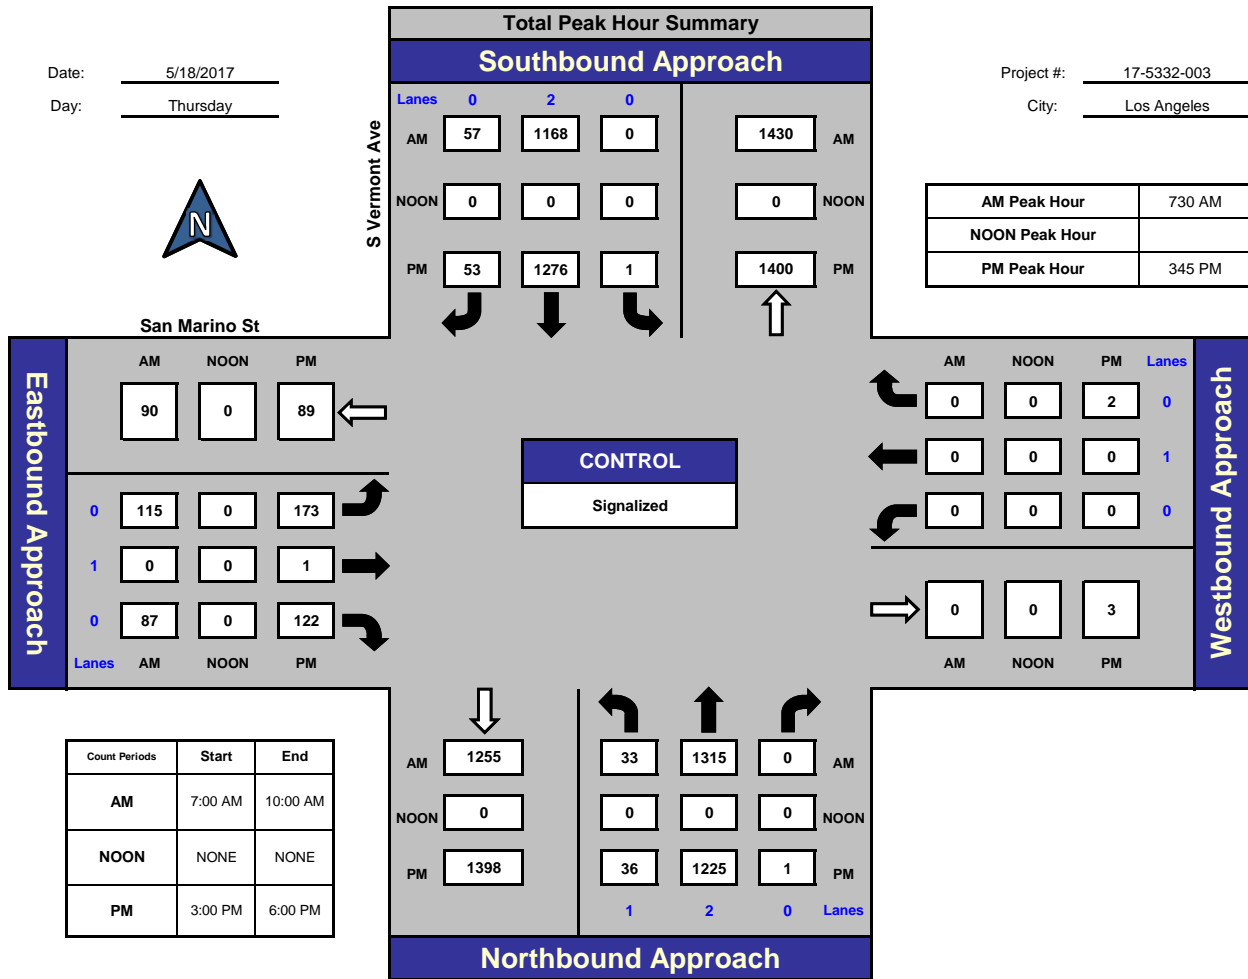 Total Peak Hour Summary
Southbound Approach
Date: 5/18/2017
Day: Thursday
Project #: 17-5332-003
City: Los Angeles
N
S Vermont Ave
Lanes 0 2 0
AM 57 1168 0 1430 AM
NOON 0 0 0 0 NOON
PM 53 1276 1 1400 PM
AM Peak Hour 730 AM
NOON Peak Hour
PM Peak Hour 345 PM
San Marino St
Eastbound Approach
AM NOON PM
90 0 89
0 115 0 173
1 0 0 1
0 87 0 122
Lanes AM NOON PM
CONTROL
Signalized
AM NOON PM Lanes
0 0 2 0
0 0 0 1
0 0 0 0
0 0 3
AM NOON PM
Westbound Approach
Count Periods Start End
AM 7:00 AM 10:00 AM
NOON NONE NONE
PM 3:00 PM 6:00 PM
AM 1255 33 1315 0 AM
NOON 0 0 0 0 NOON
PM 1398 36 1225 1 PM
1 2 0 Lanes
Northbound Approach